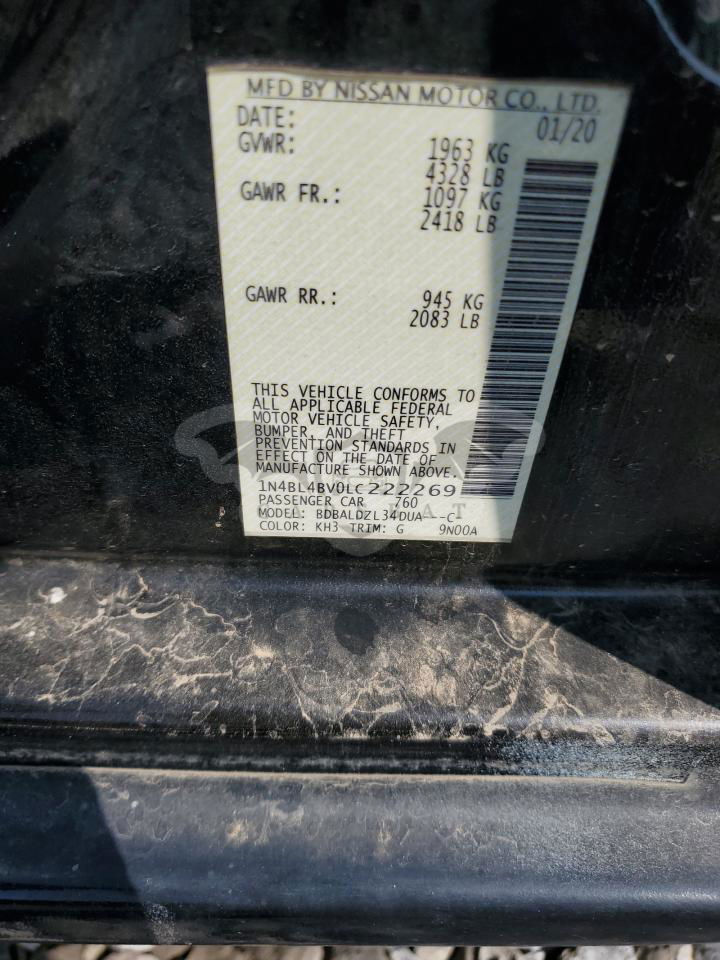 MFD BY NISSAN MOTOR CO., LTD.
DATE: 01/20
GVWR: 1963 KG
4328 LB
GAWR FR.: 1097 KG
2418 LB
GAWR RR.: 945 KG
2083 LB
THIS VEHICLE CONFORMS TO
ALL APPLICABLE FEDERAL
MOTOR VEHICLE SAFETY,
BUMPER, AND THEFT
PREVENTION STANDARDS IN
EFFECT ON THE DATE OF
MANUFACTURE SHOWN ABOVE.
1N4BL4BV0LC222269
PASSENGER CAR 760
MODEL: BDBALDZL34DUA--C
COLOR: KH3 TRIM: G 9N00A